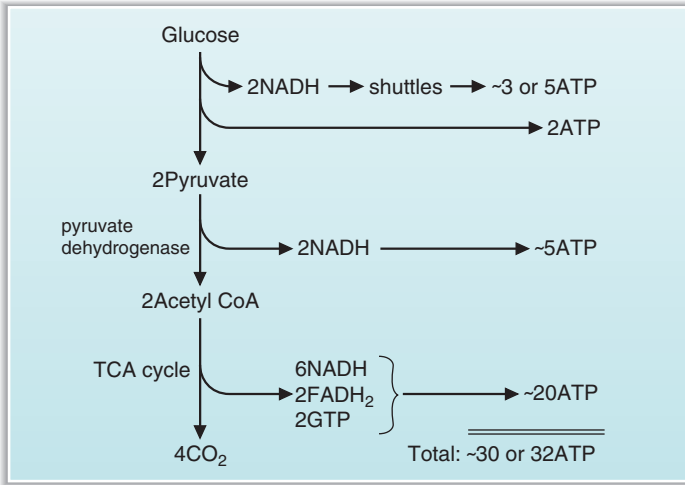 Glucose
2NADH shuttles ~3 or 5ATP
2ATP
2Pyruvate
pyruvate
dehydrogenase 2NADH ~5ATP
2Acetyl CoA
6NADH
TCA cycle
2FADH₂ ~20ATP
2GTP
4CO₂ Total: ~30 or 32ATP